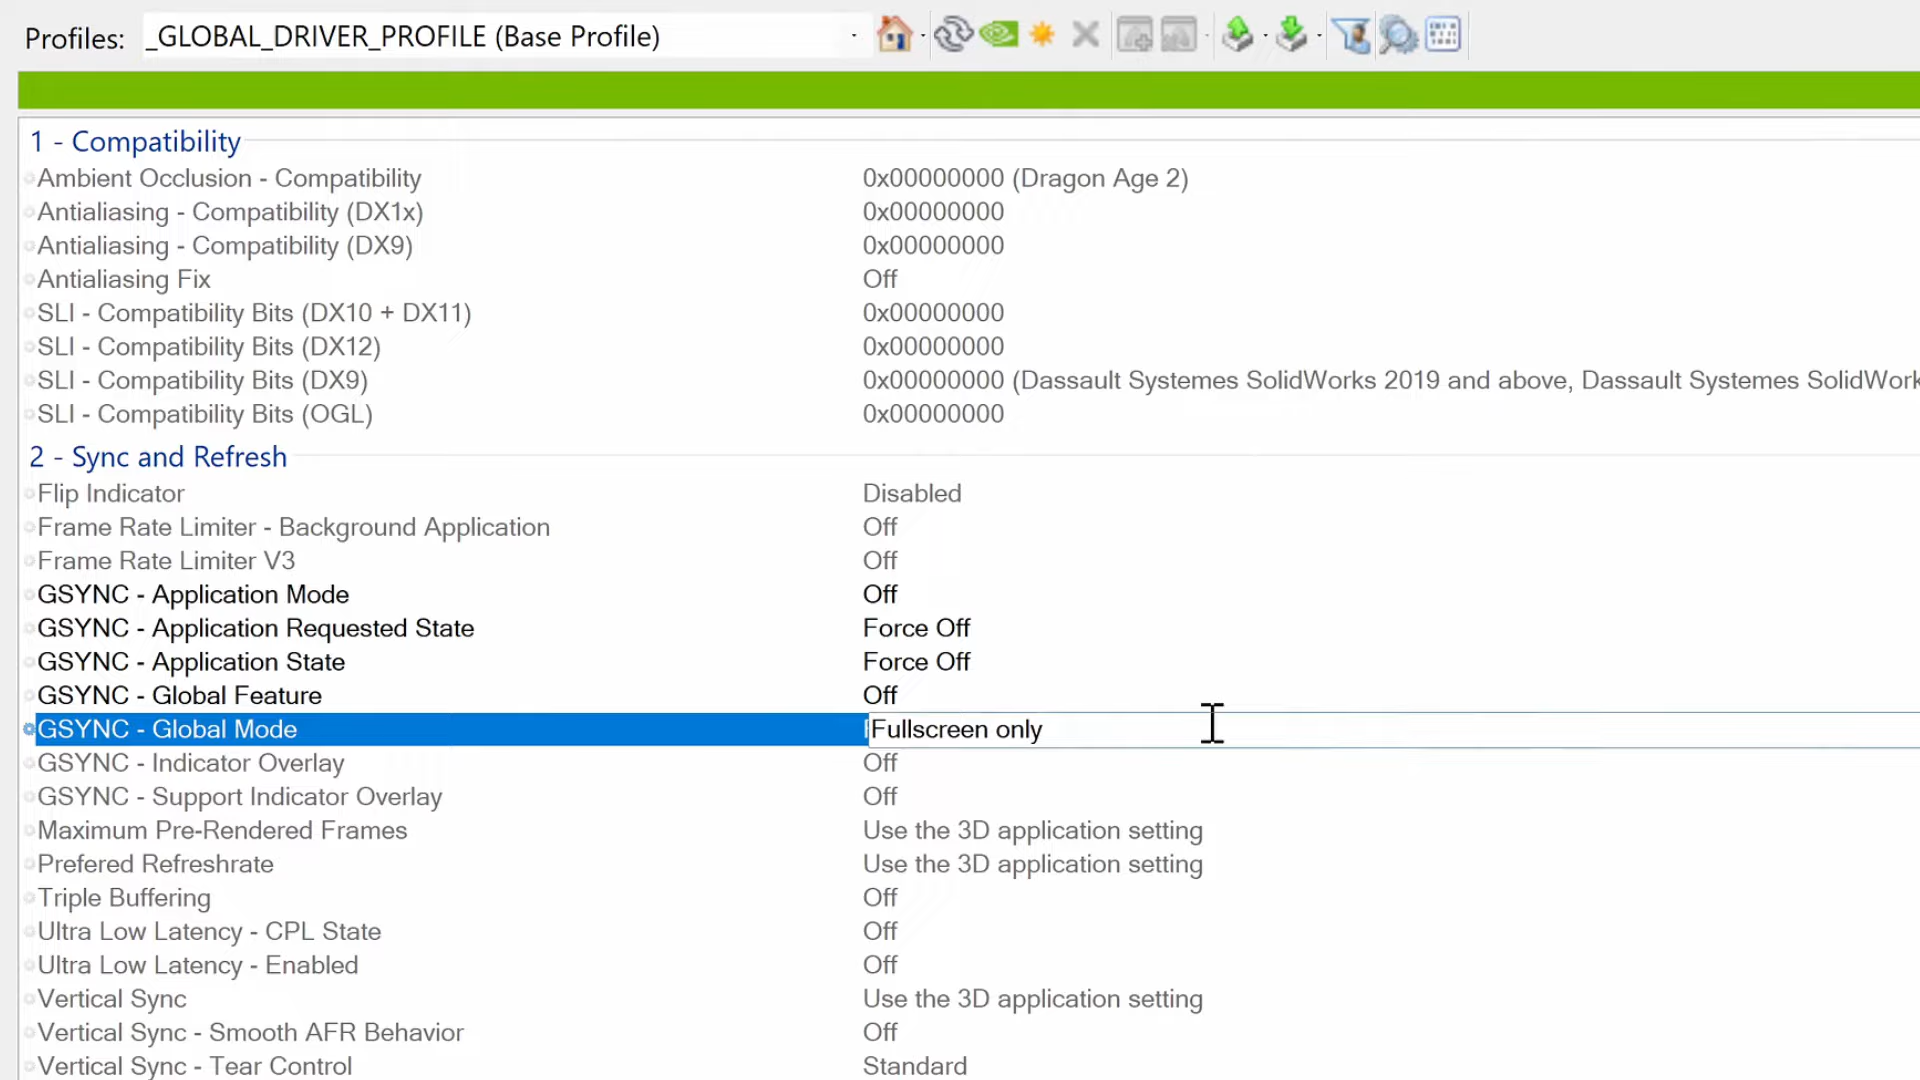 Profiles: _GLOBAL_DRIVER_PROFILE (Base Profile)
1 - Compatibility
Ambient Occlusion - Compatibility 0x00000000 (Dragon Age 2)
Antialiasing - Compatibility (DX1x) 0x00000000
Antialiasing - Compatibility (DX9) 0x00000000
Antialiasing Fix Off
SLI - Compatibility Bits (DX10 + DX11) 0x00000000
SLI - Compatibility Bits (DX12) 0x00000000
SLI - Compatibility Bits (DX9) 0x00000000 (Dassault Systemes SolidWorks 2019 and above, Dassault Systemes SolidWork
SLI - Compatibility Bits (OGL) 0x00000000
2 - Sync and Refresh
Flip Indicator Disabled
Frame Rate Limiter - Background Application Off
Frame Rate Limiter V3 Off
GSYNC - Application Mode Off
GSYNC - Application Requested State Force Off
GSYNC - Application State Force Off
GSYNC - Global Feature Off
GSYNC - Global Mode Fullscreen only
GSYNC - Indicator Overlay Off
GSYNC - Support Indicator Overlay Off
Maximum Pre-Rendered Frames Use the 3D application setting
Prefered Refreshrate Use the 3D application setting
Triple Buffering Off
Ultra Low Latency - CPL State Off
Ultra Low Latency - Enabled Off
Vertical Sync Use the 3D application setting
Vertical Sync - Smooth AFR Behavior Off
Vertical Sync - Tear Control Standard